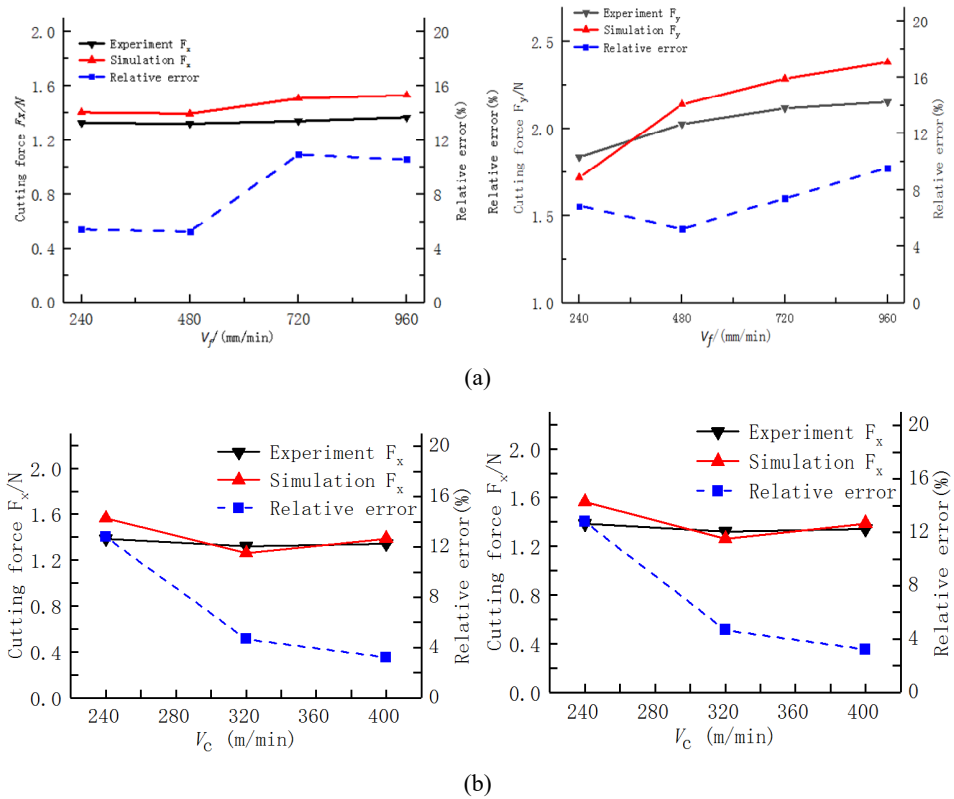 2.0
1.6
1.2
0.8
0.4
0.0
Cutting force Fx/N
Experiment Fx
Simulation Fx
Relative error
20
16
12
8
4
0
Relative error(%)
240 480 720 960
Vf/(mm/min)
Relative error(%)
Cutting force Fy/N
2.5
2.0
1.5
1.0
Experiment Fy
Simulation Fy
Relative error
20
16
12
8
4
0
Relative error(%)
240 480 720 960
Vf/(mm/min)
(a)
Cutting force Fx/N
2.0
1.6
1.2
0.8
0.4
0.0
Experiment Fx
Simulation Fx
Relative error
20
16
12
8
4
0
Relative error(%)
240 280 320 360 400
VC (m/min)
Cutting force Fx/N
2.0
1.6
1.2
0.8
0.4
0.0
Experiment Fx
Simulation Fx
Relative error
20
16
12
8
4
0
Relative error(%)
240 280 320 360 400
VC (m/min)
(b)